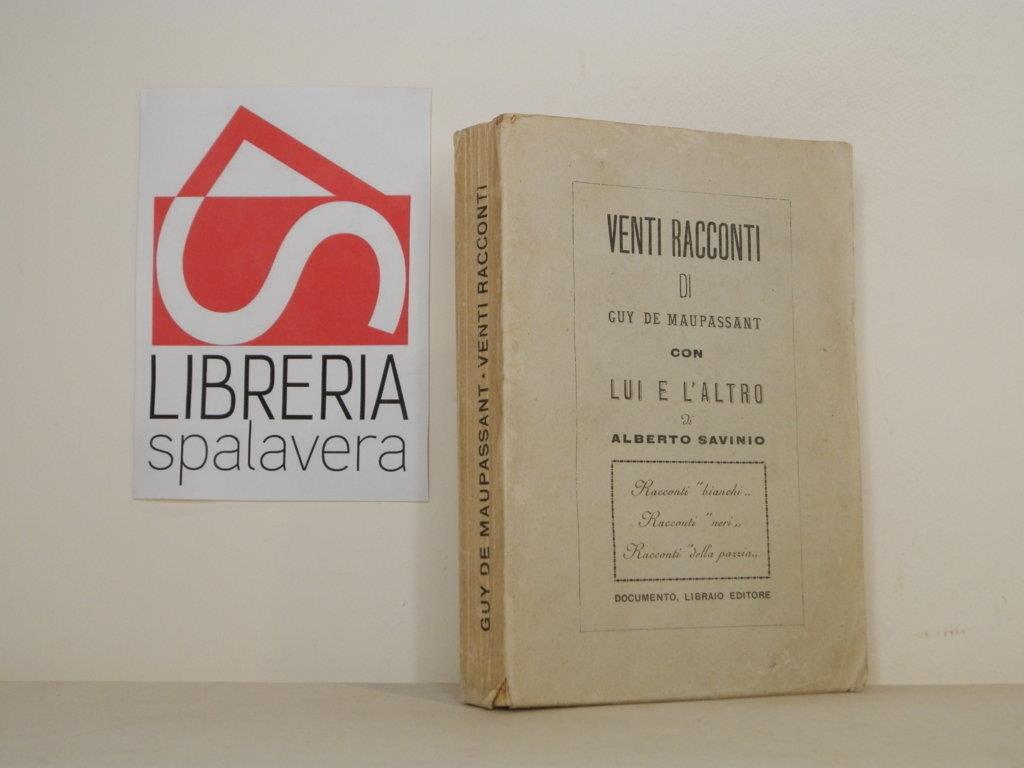 LIBRERIA
spalavera
GUY DE MAUPASSANT - VENTI RACCONTI
VENTI RACCONTI
DI
GUY DE MAUPASSANT
CON
LUI E L'ALTRO
di
ALBERTO SAVINIO
Racconti "bianchi„
Racconti "neri„
Racconti "della pazzia„
DOCUMENTO, LIBRAIO EDITORE